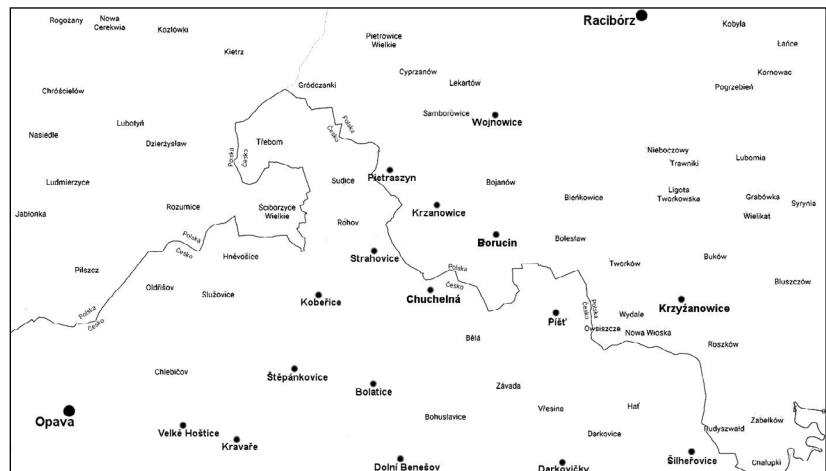 Racibórz
Rogożany
Nowa
Cerekwia
Kozłówki
Kobyla
Pietrowice
Wielkie
Łańce
Kietrz
Cyprzanów
Lekartów
Kornowac
Pogrzebień
Gródczanki
Chróścielów
Samborowice
Wojnowice
Lubotyń
Polska
Česko
Nasiedle
Dzierżysław
Třebom
Nieboczowy
Trawniki
Lubomia
Polska
Česko
Pietraszyn
Ludmierzyce
Sudice
Bojanów
Ligota
Tworkowska
Bieńkowice
Grabówka
Syrynia
Rozumice
Ściborzyce
Wielkie
Krzanowice
Wielikat
Jabłonka
Rohov
Borucin
Bolesław
Polska
Česko
Strahovice
Hněvošice
Buków
Tworków
Pilszcz
Polska
Česko
Bluszczów
Oldřišov
Służovice
Kobeřice
Chuchelná
Krzyżanowice
Polska
Česko
Píšť
Wydale
Polska
Česko
Owsiszcze
Nowa Wioska
Bělá
Roszków
Chlebičov
Štěpánkovice
Bolatice
Závada
Opava
Bohuslavice
Vřesina
Hať
Zabełków
Velké Hoštice
Darkovice
Rudyszwałd
Kravaře
Dolní Benešov
Darkovičky
Šilheřovice
Chałupki